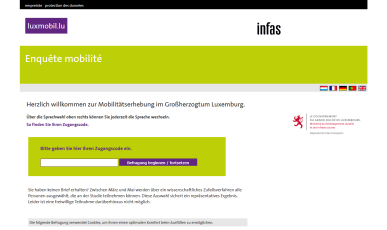 impressum protection des données
luxmobil.lu
infas
Enquête mobilité
Herzlich willkommen zur Mobilitätserhebung im Großherzogtum Luxemburg.
Über die Sprachwahl oben rechts können Sie jederzeit die Sprache wechseln.
So finden Sie Ihren Zugangscode.
LE GOUVERNEMENT
DU GRAND-DUCHÉ DE LUXEMBOURG
Bitte geben Sie hier Ihren Zugangscode ein.
Befragung beginnen / fortsetzen
Sie haben keinen Brief erhalten? Zwischen März und Mai werden über ein wissenschaftliches Zufallsverfahren alle
Personen ausgewählt, die an der Studie teilnehmen können. Diese Auswahl sichert ein repräsentatives Ergebnis.
Leider ist eine freiwillige Teilnahme darüberhinaus nicht möglich.
Die folgende Befragung verwendet Cookies, um Ihnen einen optimalen Komfort beim Ausfüllen zu ermöglichen.